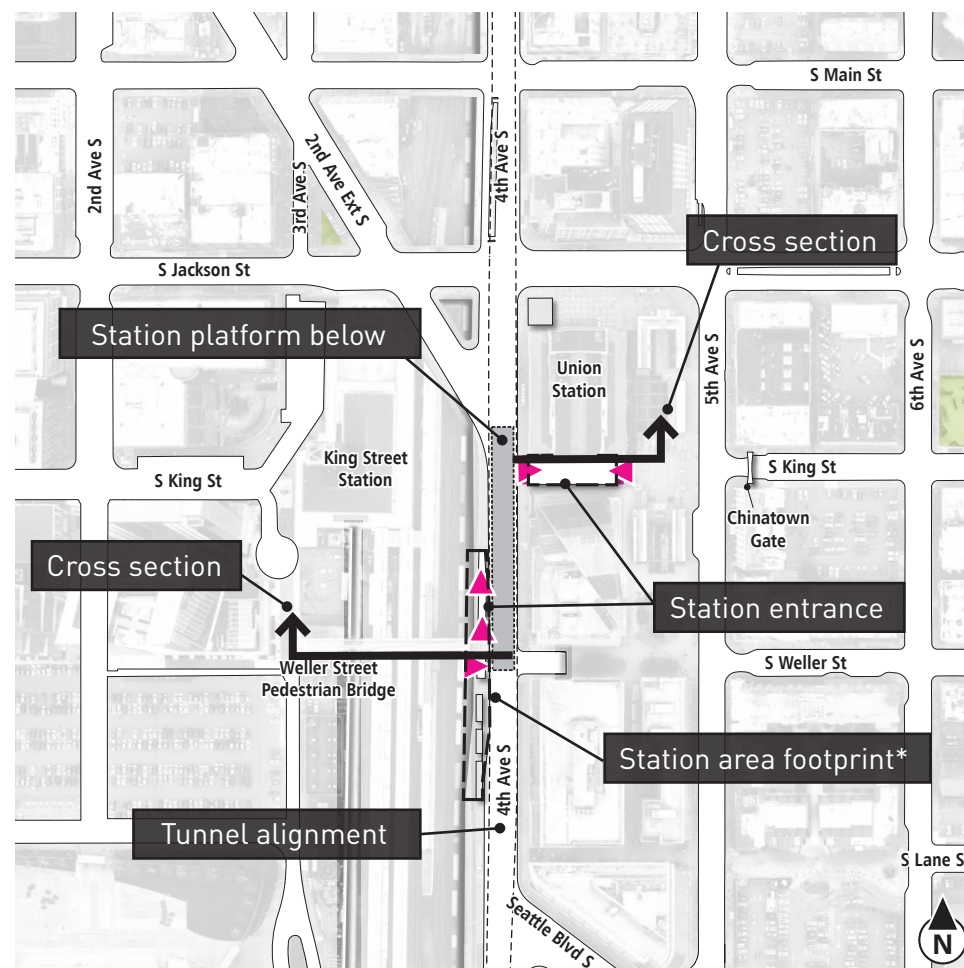 S Main St
2nd Ave S
3rd Ave S
2nd Ave Ext S
4th Ave S
Cross section
S Jackson St
Station platform below
Union
Station
5th Ave S
6th Ave S
King Street
Station
S King St
S King St
Chinatown
Gate
Cross section
Station entrance
Weller Street
Pedestrian Bridge
S Weller St
Station area footprint*
4th Ave S
Tunnel alignment
S Lane S
Seattle Blvd S
N